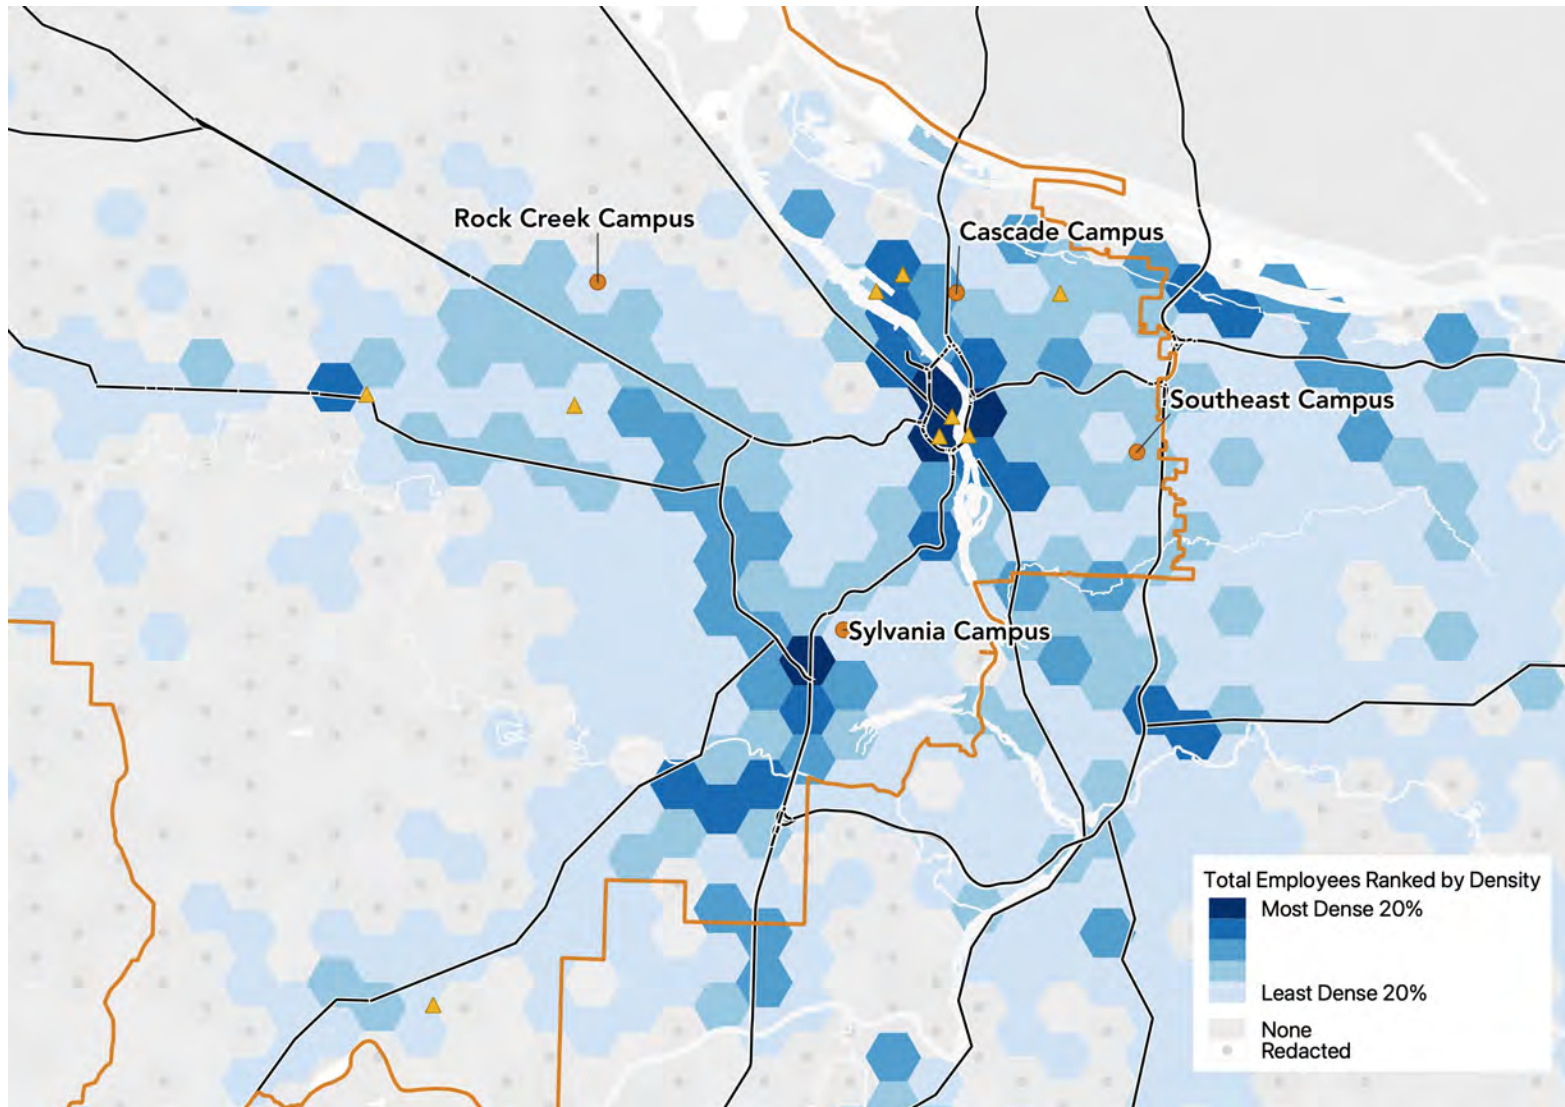 Rock Creek Campus
Cascade Campus
Southeast Campus
Sylvania Campus
Total Employees Ranked by Density
Most Dense 20%
Least Dense 20%
None
Redacted